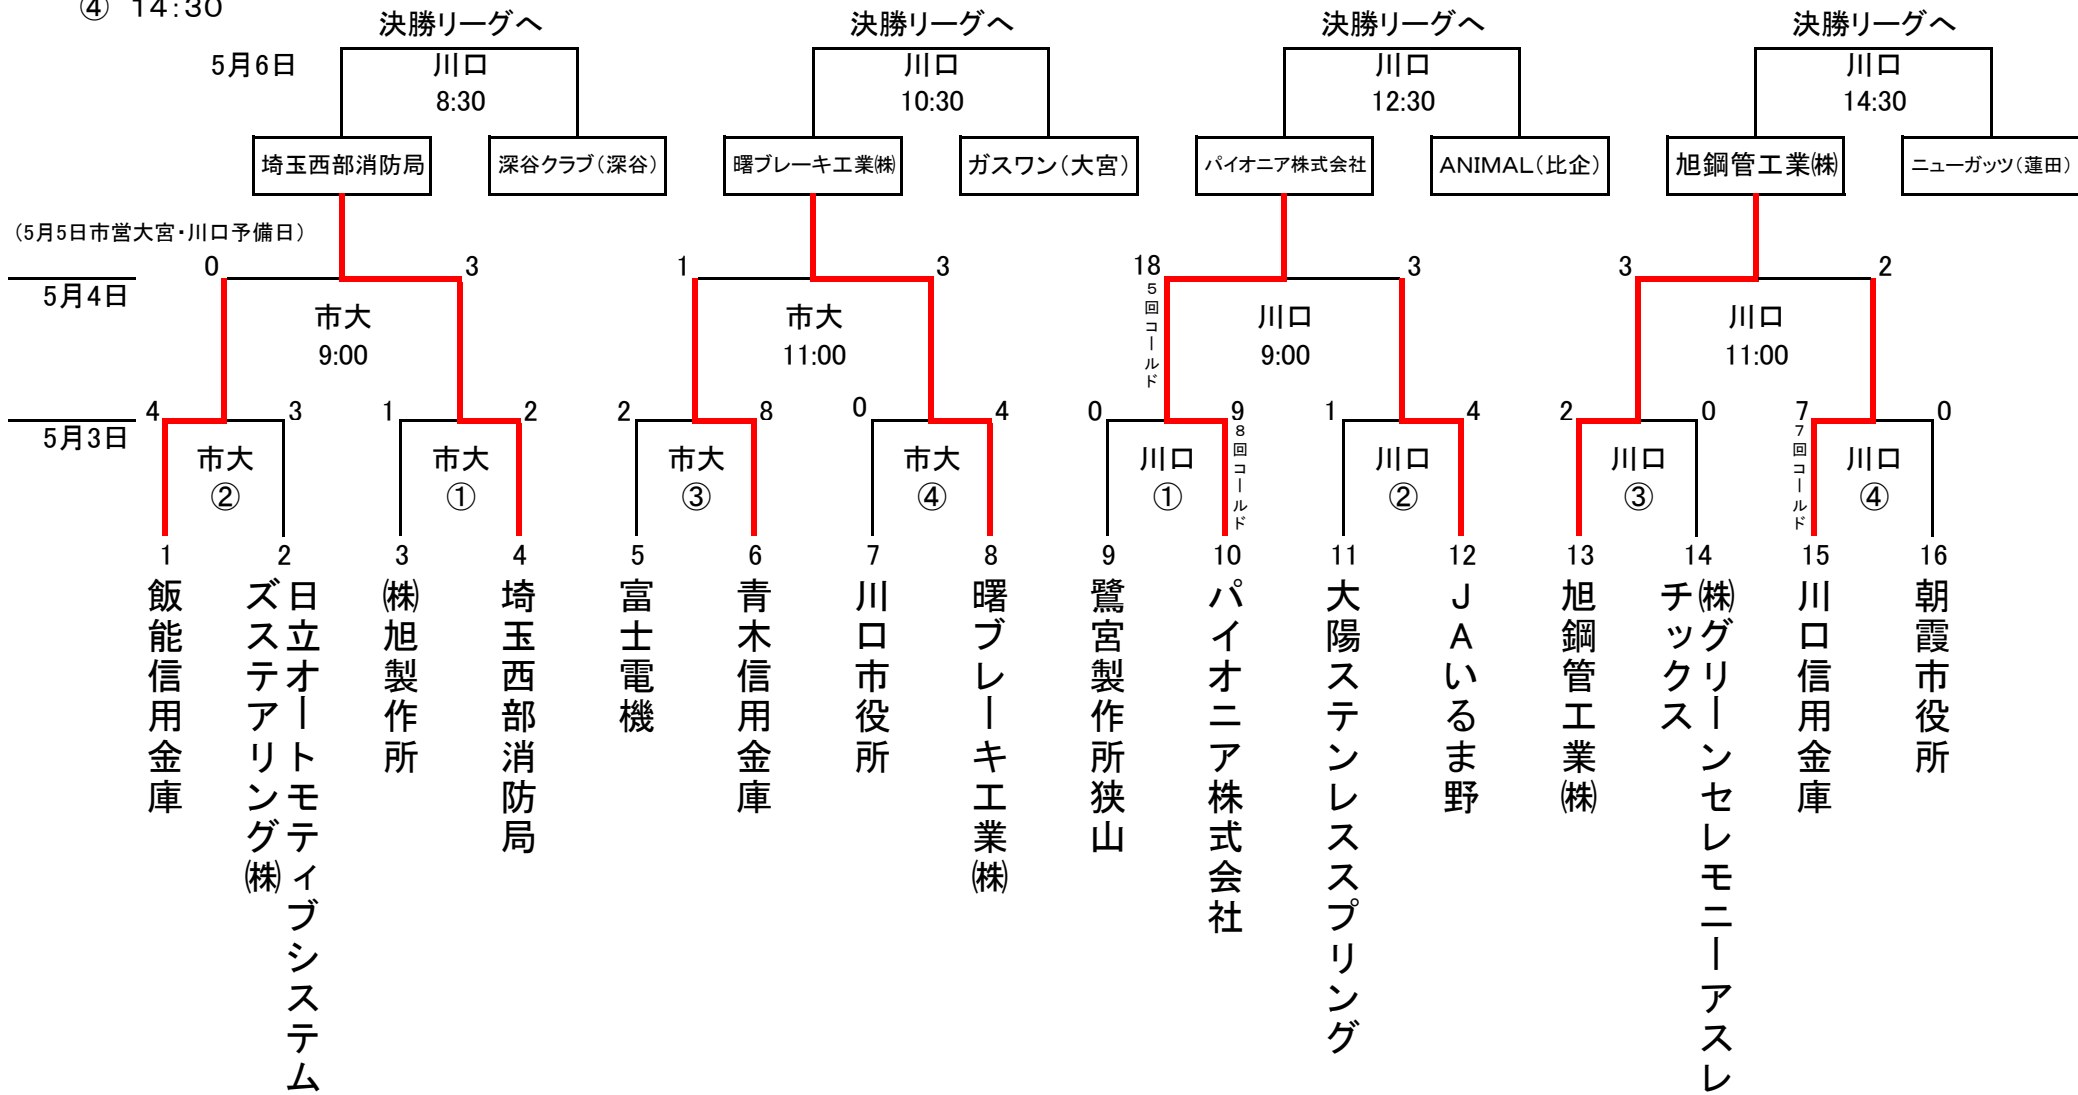 ④ 14:30
決勝リーグへ 決勝リーグへ 決勝リーグへ 決勝リーグへ
5月6日 川口 川口 川口 川口
8:30 10:30 12:30 14:30
埼玉西部消防局 深谷クラブ(深谷) 曙ブレーキ工業㈱ ガスワン(大宮) パイオニア株式会社 ANIMAL(比企) 旭鋼管工業㈱ ニューガッツ(蓮田)
(5月5日市営大宮・川口予備日)
0 3 1 3 18 3 3 2
5回コールド
5月4日
市大 市大 川口 川口
9:00 11:00 9:00 11:00
4 3 1 2 2 8 0 4 0 9 1 4 2 0 7 0
8回コールド
7回コールド
5月3日
市大 市大 市大 市大 川口 川口 川口 川口
② ① ③ ④ ① ② ③ ④
1 2 3 4 5 6 7 8 9 10 11 12 13 14 15 16
飯能信用金庫
日立オートモティブシステム
ズステアリング㈱
㈱旭製作所
埼玉西部消防局
富士電機
青木信用金庫
川口市役所
曙ブレーキ工業㈱
鷺宮製作所狭山
パイオニア株式会社
大陽ステンレススプリング
JAいるま野
旭鋼管工業㈱
㈱グリーンセレモニーアスレ
チックス
川口信用金庫
朝霞市役所